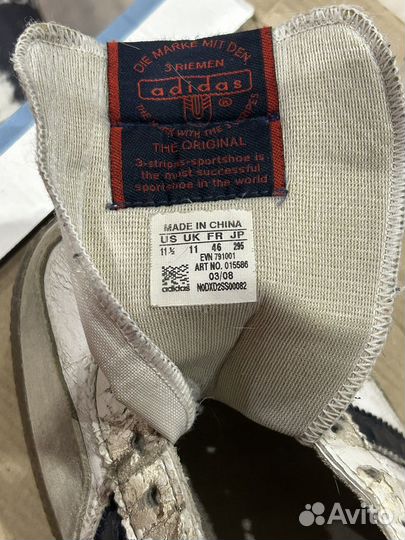 DIE MARKE MIT DEN
3 RIEMEN
adidas
®
THE BRAND WITH THE 3 STRIPES
THE ORIGINAL
3-stripes-sportshoe is
the most successful
sportshoe in the world
MADE IN CHINA
US UK FR JP
11½ 11 46 295
EVN 791001
ART NO. 015586
03/08
adidas N0DXD2SS00082
Avito